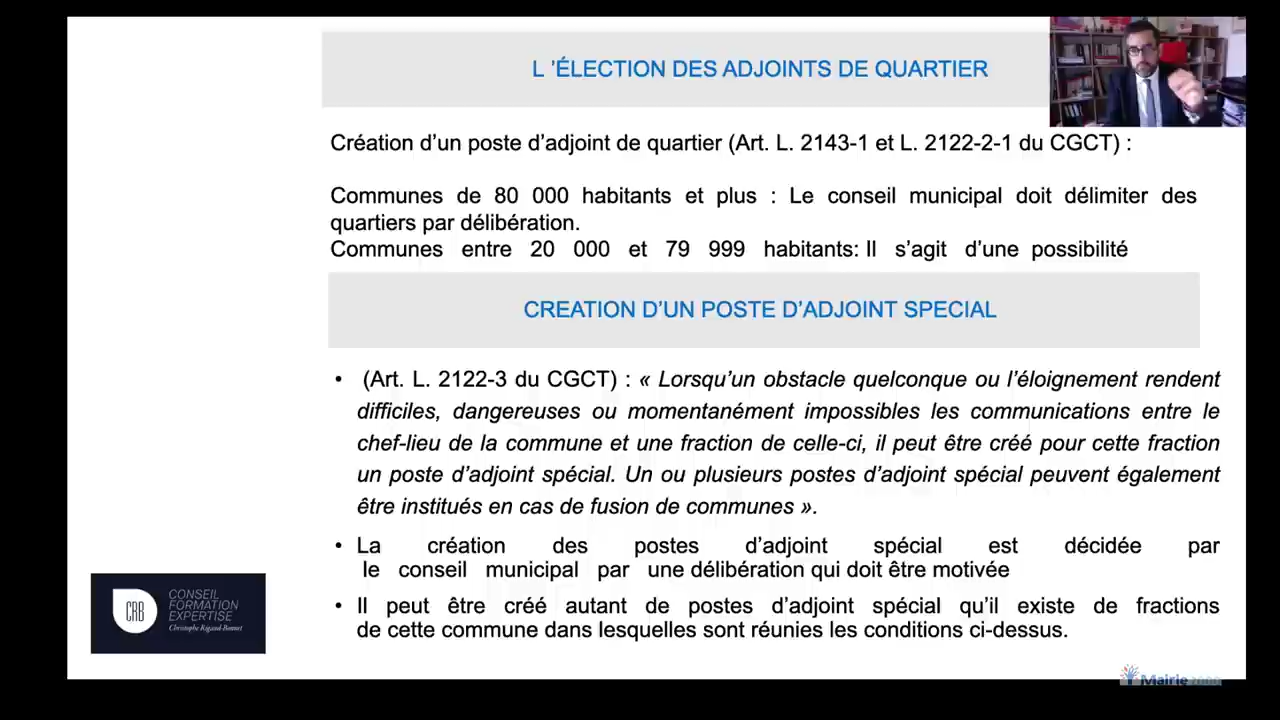 L ’ÉLECTION DES ADJOINTS DE QUARTIER
Création d’un poste d’adjoint de quartier (Art. L. 2143-1 et L. 2122-2-1 du CGCT) :
Communes de 80 000 habitants et plus : Le conseil municipal doit délimiter des
quartiers par délibération.
Communes entre 20 000 et 79 999 habitants: Il s’agit d’une possibilité
CREATION D’UN POSTE D’ADJOINT SPECIAL
• (Art. L. 2122-3 du CGCT) : « Lorsqu’un obstacle quelconque ou l’éloignement rendent
difficiles, dangereuses ou momentanément impossibles les communications entre le
chef-lieu de la commune et une fraction de celle-ci, il peut être créé pour cette fraction
un poste d’adjoint spécial. Un ou plusieurs postes d’adjoint spécial peuvent également
être institués en cas de fusion de communes ».
• La création des postes d’adjoint spécial est décidée par
le conseil municipal par une délibération qui doit être motivée
• Il peut être créé autant de postes d’adjoint spécial qu’il existe de fractions
de cette commune dans lesquelles sont réunies les conditions ci-dessus.
CRB
CONSEIL
FORMATION
EXPERTISE
Christophe Rigaud-Bonnet
Mairie 2000